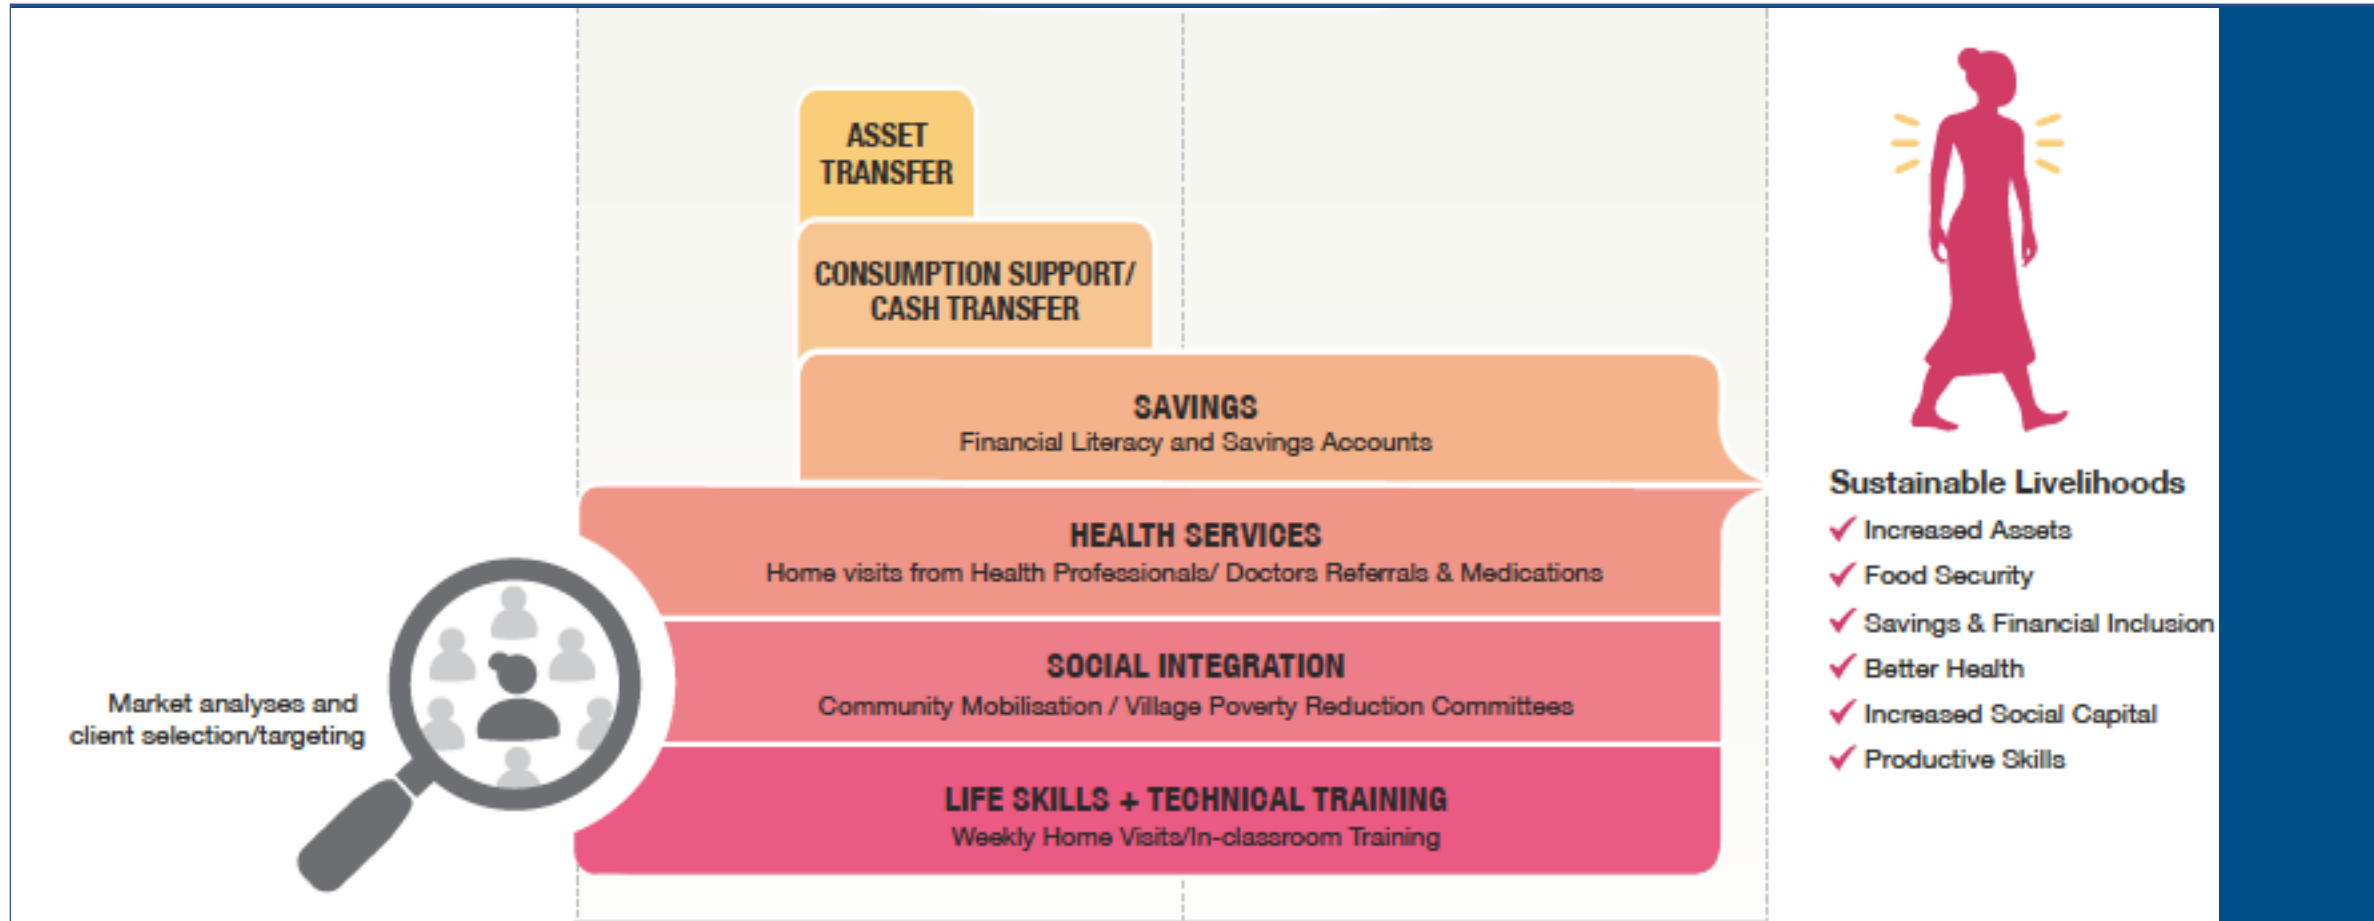 ASSET
TRANSFER
CONSUMPTION SUPPORT/
CASH TRANSFER
SAVINGS
Financial Literacy and Savings Accounts
HEALTH SERVICES
Home visits from Health Professionals/ Doctors Referrals & Medications
SOCIAL INTEGRATION
Community Mobilisation / Village Poverty Reduction Committees
LIFE SKILLS + TECHNICAL TRAINING
Weekly Home Visits/In-classroom Training
Market analyses and
client selection/targeting
Sustainable Livelihoods
Increased Assets
Food Security
Savings & Financial Inclusion
Better Health
Increased Social Capital
Productive Skills